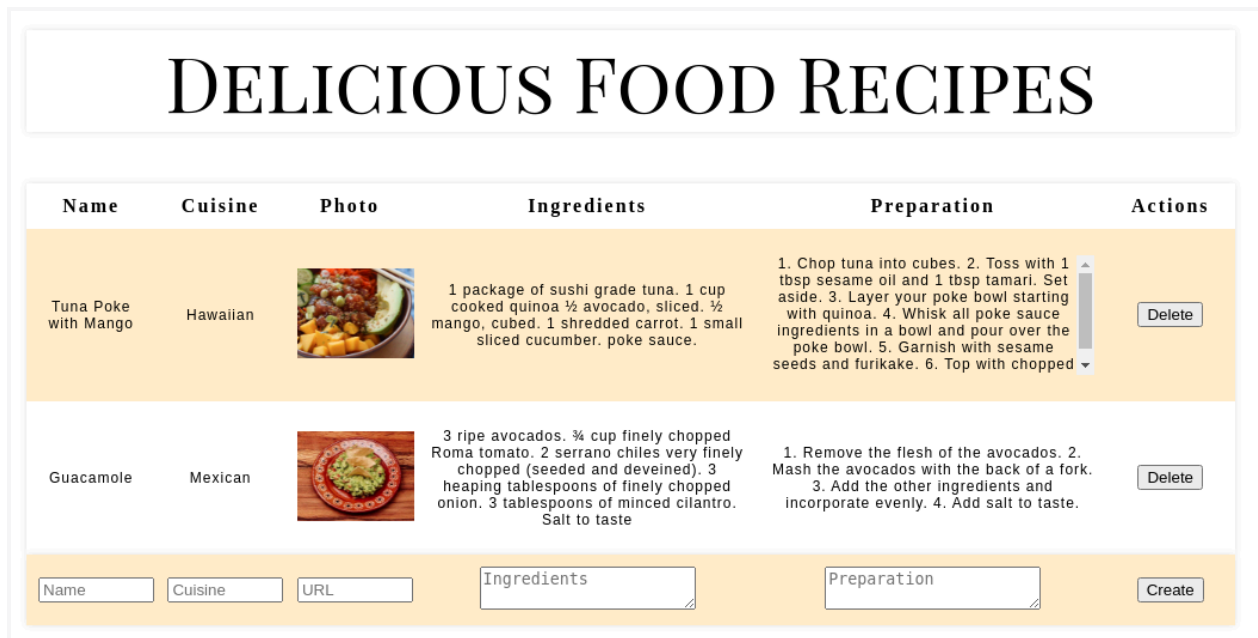 Delicious Food Recipes
Name Cuisine Photo Ingredients Preparation Actions
Tuna Poke
with Mango
Hawaiian
1 package of sushi grade tuna. 1 cup
cooked quinoa ½ avocado, sliced. ½
mango, cubed. 1 shredded carrot. 1 small
sliced cucumber. poke sauce.
1. Chop tuna into cubes. 2. Toss with 1
tbsp sesame oil and 1 tbsp tamari. Set
aside. 3. Layer your poke bowl starting
with quinoa. 4. Whisk all poke sauce
ingredients in a bowl and pour over the
poke bowl. 5. Garnish with sesame
seeds and furikake. 6. Top with chopped
Delete
Guacamole
Mexican
3 ripe avocados. ¾ cup finely chopped
Roma tomato. 2 serrano chiles very finely
chopped (seeded and deveined). 3
heaping tablespoons of finely chopped
onion. 3 tablespoons of minced cilantro.
Salt to taste
1. Remove the flesh of the avocados. 2.
Mash the avocados with the back of a fork.
3. Add the other ingredients and
incorporate evenly. 4. Add salt to taste.
Delete
Name Cuisine URL Ingredients Preparation Create